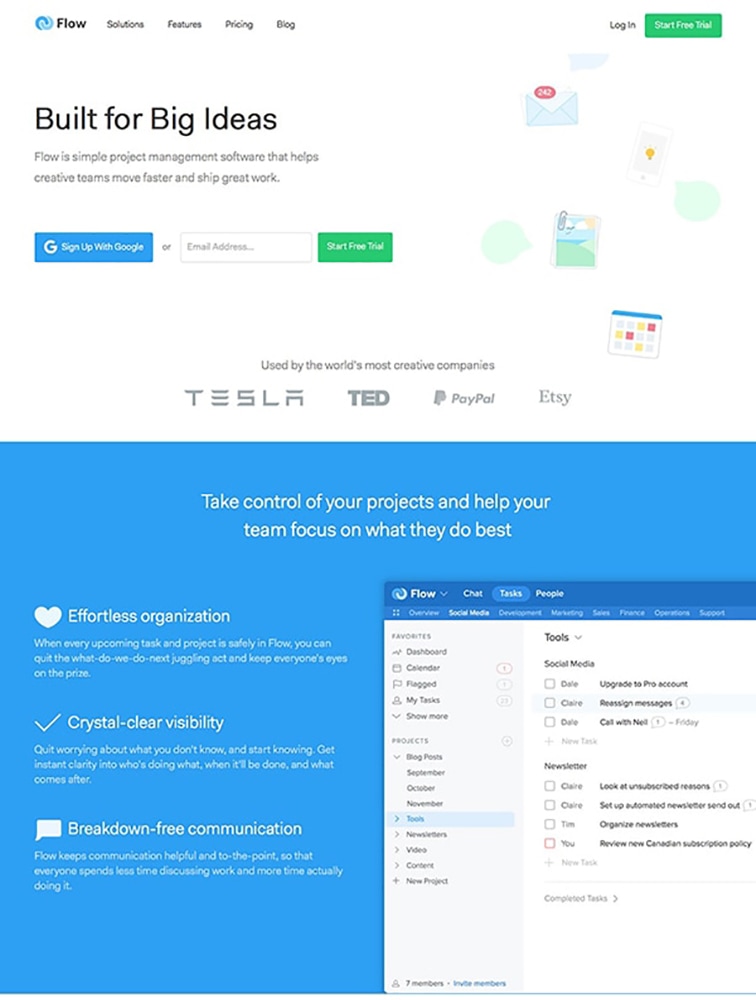 Flow Solutions Features Pricing Blog Log In Start Free Trial
242
Built for Big Ideas
Flow is simple project management software that helps
creative teams move faster and ship great work.
G Sign Up With Google or Email Address... Start Free Trial
Used by the world's most creative companies
TESLA TED PayPal Etsy
Take control of your projects and help your
team focus on what they do best
Effortless organization
When every upcoming task and project is safely in Flow, you can
quit the what-do-we-do-next juggling act and keep everyone's eyes
on the prize.
Crystal-clear visibility
Quit worrying about what you don't know, and start knowing. Get
instant clarity into who's doing what, when it'll be done, and what
comes after.
Breakdown-free communication
Flow keeps communication helpful and to-the-point, so that
everyone spends less time discussing work and more time actually
doing it.
Flow Chat Tasks People
Overview Social Media Development Marketing Sales Finance Operations Support
FAVORITES
Dashboard
Calendar 1
Flagged 1
My Tasks 23
Show more
PROJECTS
Blog Posts
September
October
November
Tools
Newsletters
Video
Content
New Project
7 members • Invite members
Tools
Social Media
Dale Upgrade to Pro account
Claire Reassign messages 4
Dale Call with Neil 1 – Friday
New Task
Newsletter
Claire Look at unsubscribed reasons 1
Claire Set up automated newsletter send out 1
Tim Organize newsletters
You Review new Canadian subscription policy
New Task
Completed Tasks